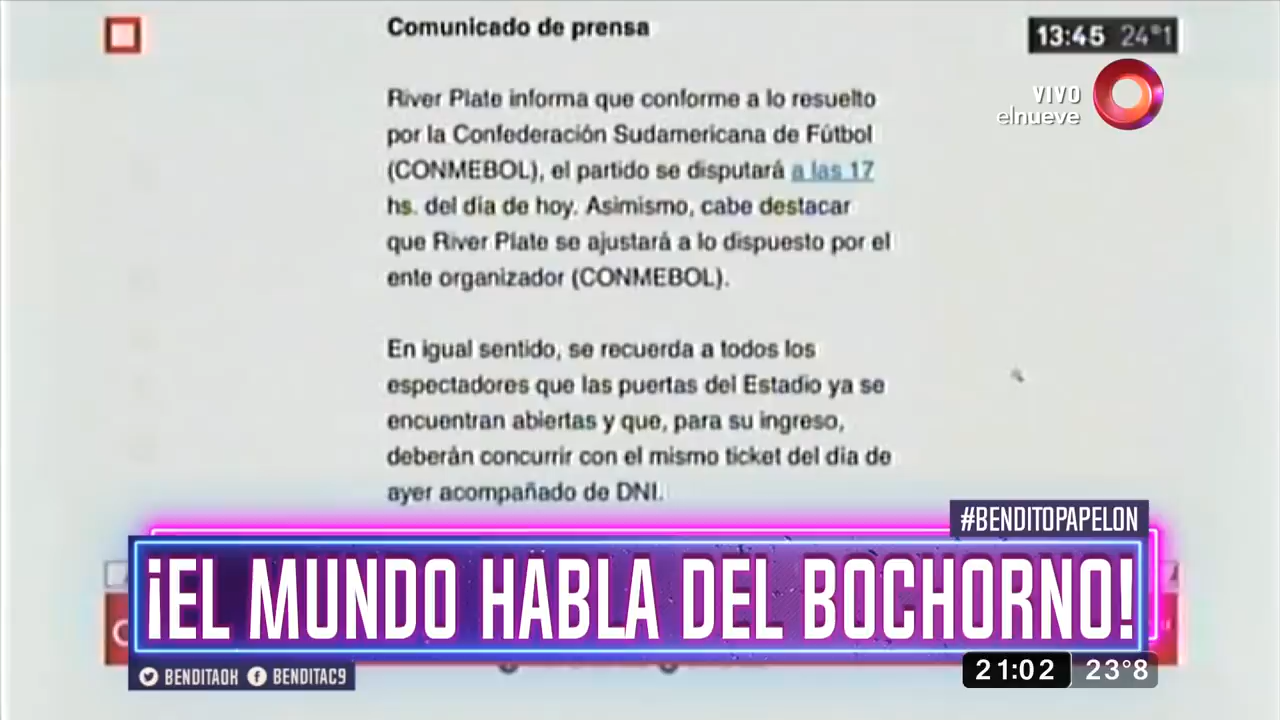 Comunicado de prensa
13:45 24°1
VIVO
elnueve
River Plate informa que conforme a lo resuelto
por la Confederación Sudamericana de Fútbol
(CONMEBOL), el partido se disputará a las 17
hs. del día de hoy. Asimismo, cabe destacar
que River Plate se ajustará a lo dispuesto por el
ente organizador (CONMEBOL).
En igual sentido, se recuerda a todos los
espectadores que las puertas del Estadio ya se
encuentran abiertas y que, para su ingreso,
deberán concurrir con el mismo ticket del día de
ayer acompañado de DNI.
#BENDITOPAPELON
¡EL MUNDO HABLA DEL BOCHORNO!
BENDITAOK BENDITAC9
21:02 23°8